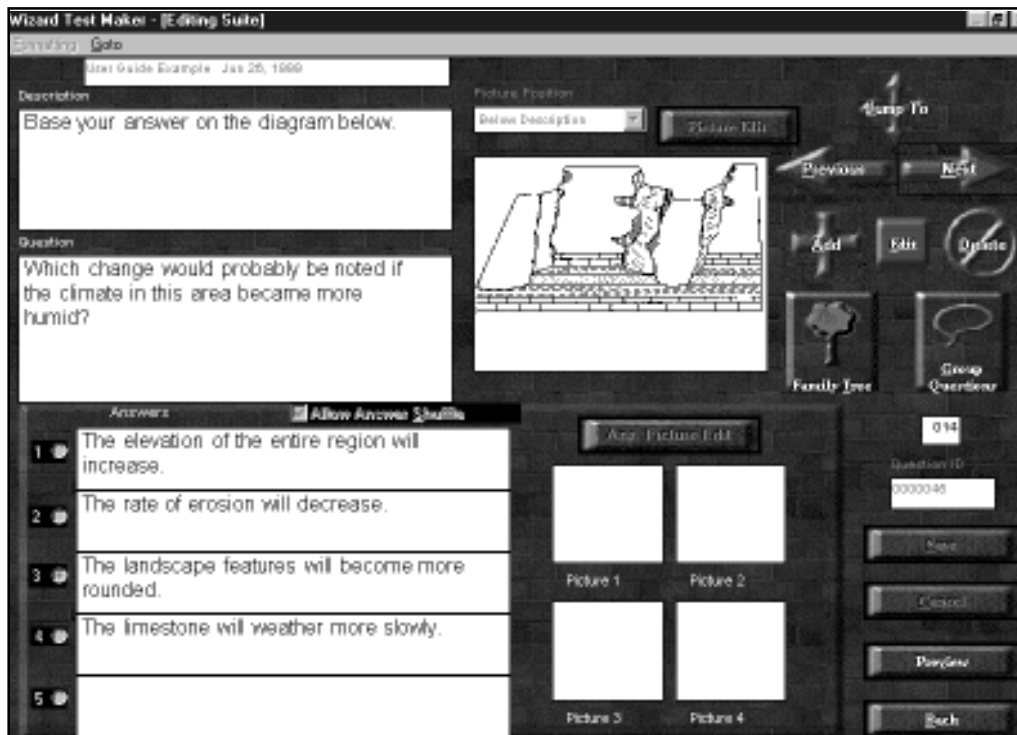 Wizard Test Maker - [Editing Suite]
Formatting Goto
User Guide Example Jan 26, 1999
Description
Base your answer on the diagram below.
Picture Position
Below Description
Picture Edit
Jump To
Previous
Next
Question
Which change would probably be noted if
the climate in this area became more
humid?
Add
Edit
Delete
Family Tree
Group
Questions
Answers
Allow Answer Shuffle
1
The elevation of the entire region will
increase.
2
The rate of erosion will decrease.
3
The landscape features will become more
rounded.
4
The limestone will weather more slowly.
5
Ans. Picture Edit
Picture 1
Picture 2
Picture 3
Picture 4
014
Question ID
0000046
Save
Cancel
Preview
Back